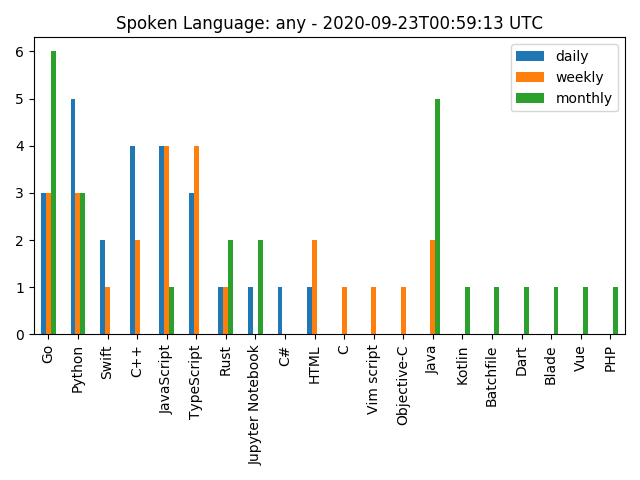 Spoken Language: any - 2020-09-23T00:59:13 UTC
daily
weekly
monthly
6
5
4
3
2
1
0
Go
Python
Swift
C++
JavaScript
TypeScript
Rust
Jupyter Notebook
C#
HTML
C
Vim script
Objective-C
Java
Kotlin
Batchfile
Dart
Blade
Vue
PHP